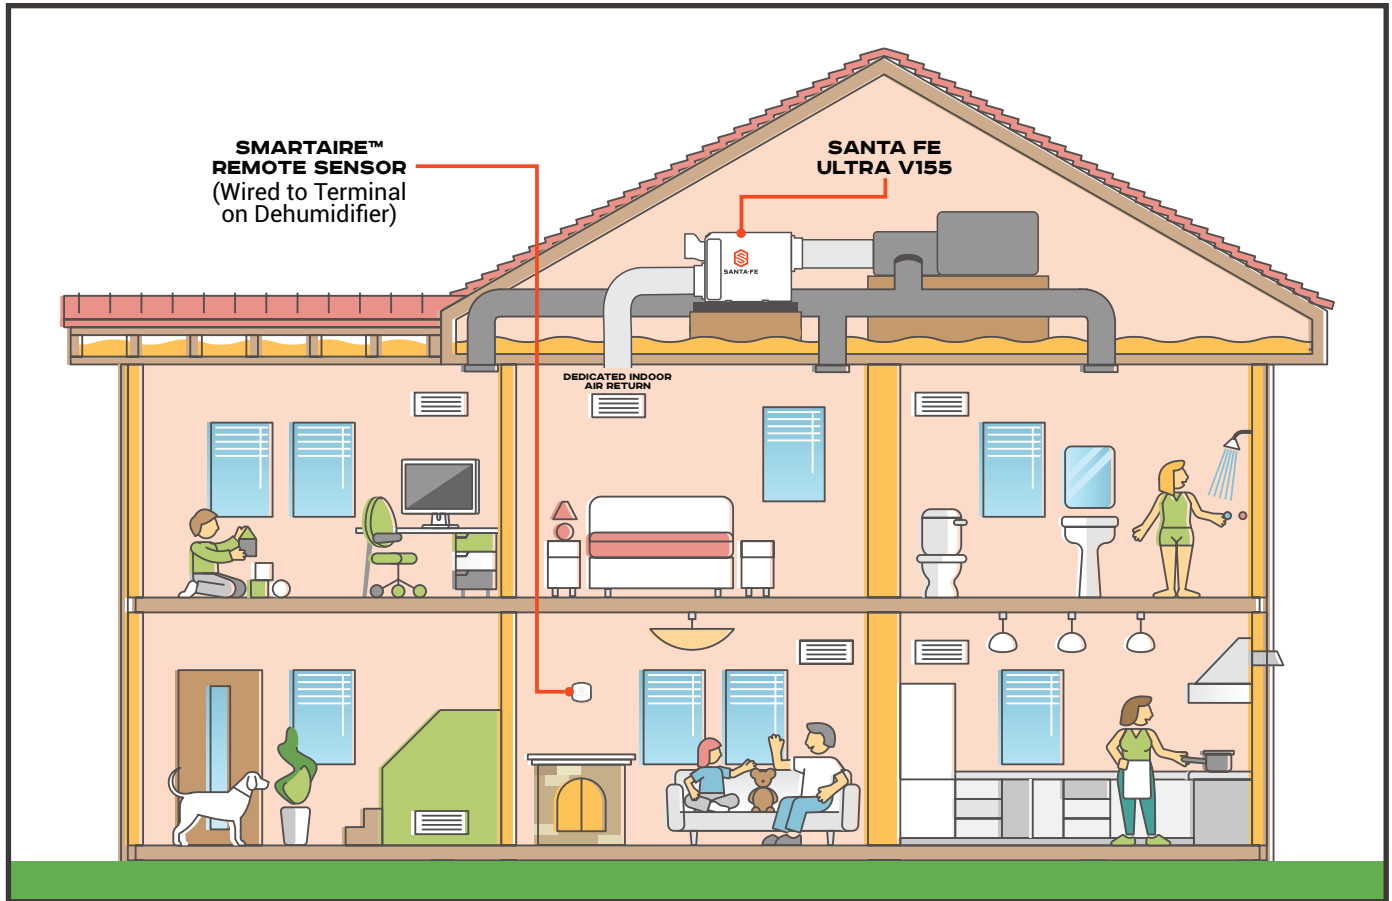 SMARTAIRE™
REMOTE SENSOR
(Wired to Terminal
on Dehumidifier)
SANTA FE
ULTRA V155
SANTA·FE
DEDICATED INDOOR
AIR RETURN